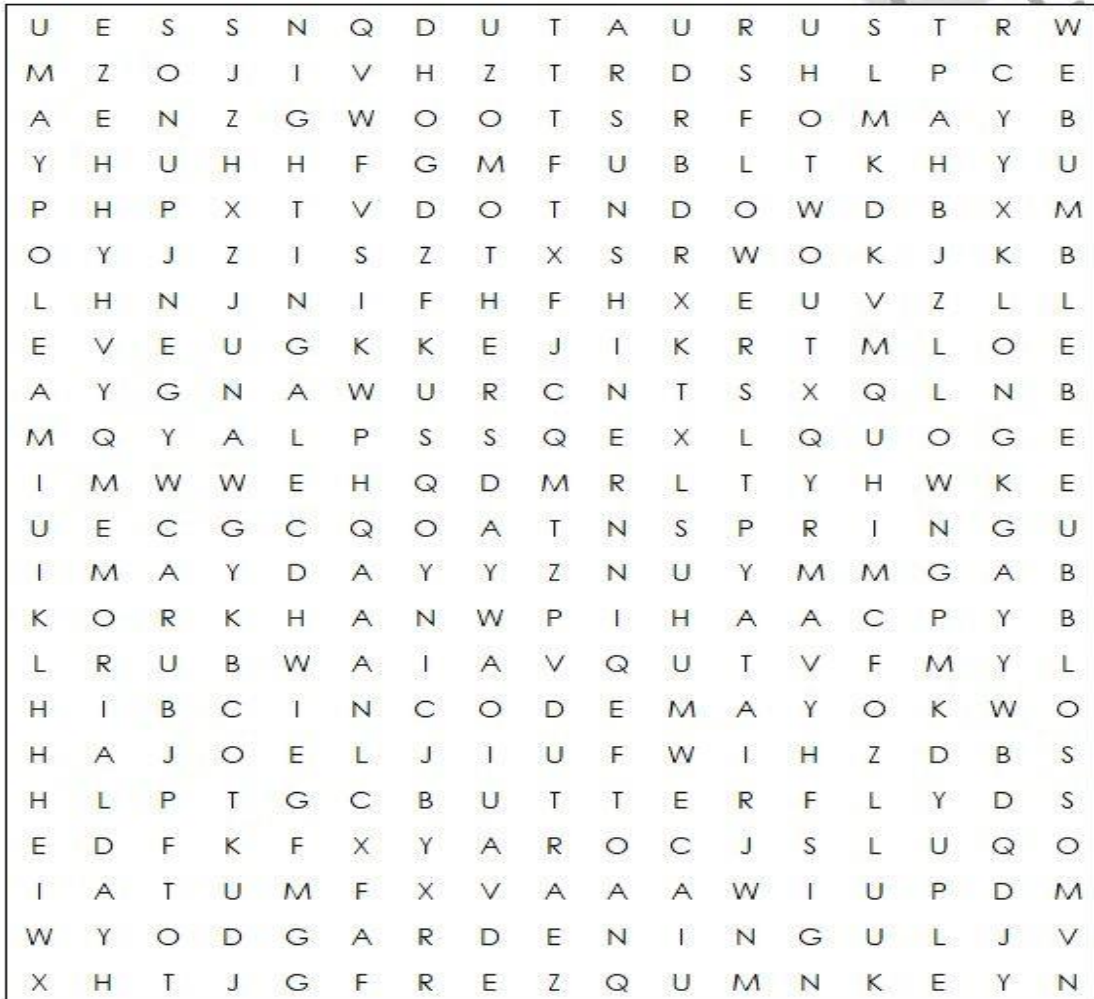 U E S S N Q D U T A U R U S T R W
M Z O J I V H Z T R D S H L P C E
A E N Z G W O O T S R F O M A Y B
Y H U H H F G M F U B L T K H Y U
P H P X T V D O T N D O W D B X M
O Y J Z I S Z T X S R W O K J K B
L H N J N I F H F H X E U V Z L L
E V E U G K K E J I K R T M L O E
A Y G N A W U R C N T S X Q L N B
M Q Y A L P S S Q E X L Q U O G E
I M W W E H Q D M R L T Y H W K E
U E C G C Q O A T N S P R I N G U
I M A Y D A Y Y Z N U Y M M G A B
K O R K H A N W P I H A A C P Y B
L R U B W A I A V Q U T V F M Y L
H I B C I N C O D E M A Y O K W O
H A J O E L J I U F W I H Z D B S
H L P T G C B U T T E R F L Y D S
E D F K F X Y A R O C J S L U Q O
I A T U M F X V A A A W I U P D M
W Y O D G A R D E N I N G U L J V
X H T J G F R E Z Q U M N K E Y N